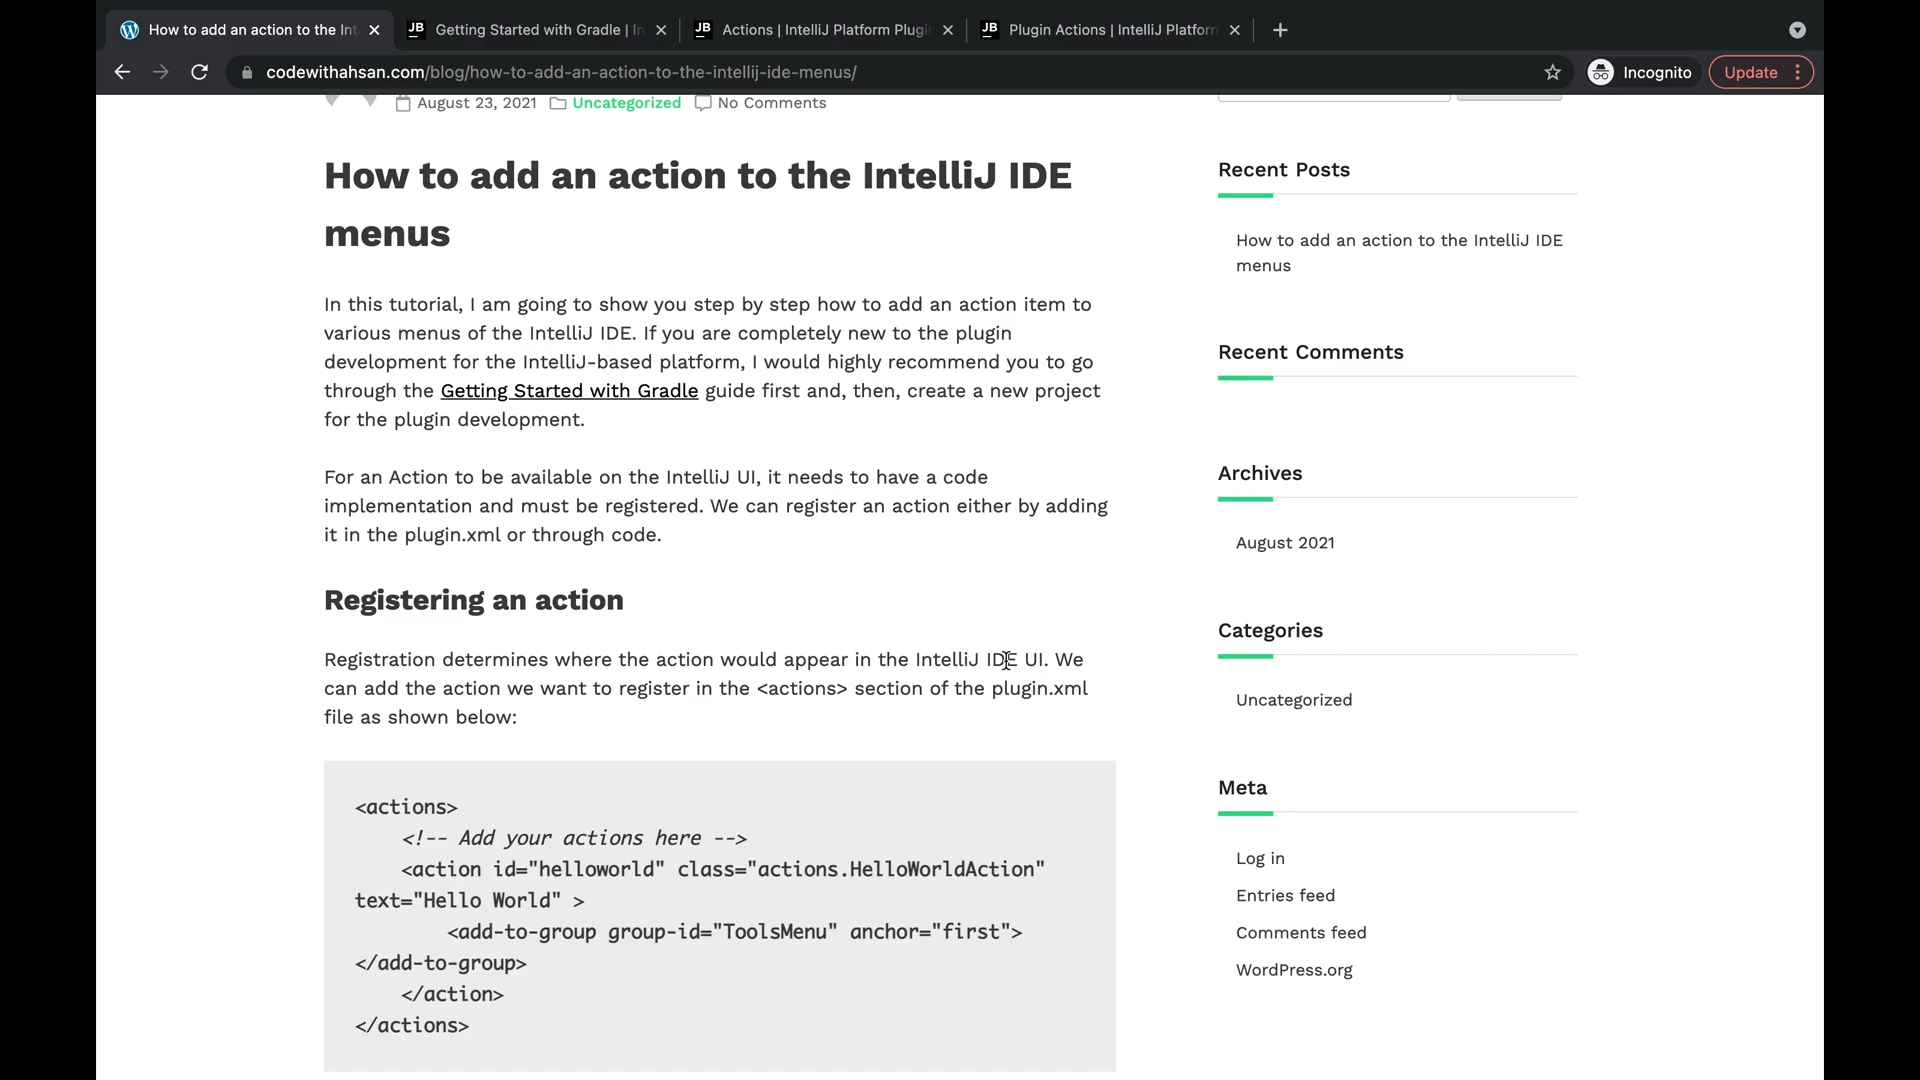 How to add an action to the Int
Getting Started with Gradle | In
Actions | IntelliJ Platform Plugi
Plugin Actions | IntelliJ Platform
codewithahsan.com/blog/how-to-add-an-action-to-the-intellij-ide-menus/
Incognito
Update
August 23, 2021 Uncategorized No Comments
How to add an action to the IntelliJ IDE
menus
In this tutorial, I am going to show you step by step how to add an action item to
various menus of the IntelliJ IDE. If you are completely new to the plugin
development for the IntelliJ-based platform, I would highly recommend you to go
through the Getting Started with Gradle guide first and, then, create a new project
for the plugin development.
For an Action to be available on the IntelliJ UI, it needs to have a code
implementation and must be registered. We can register an action either by adding
it in the plugin.xml or through code.
Registering an action
Registration determines where the action would appear in the IntelliJ IDE UI. We
can add the action we want to register in the <actions> section of the plugin.xml
file as shown below:
<actions>
<!-- Add your actions here -->
<action id="helloworld" class="actions.HelloWorldAction"
text="Hello World" >
<add-to-group group-id="ToolsMenu" anchor="first">
</add-to-group>
</action>
</actions>
Recent Posts
How to add an action to the IntelliJ IDE
menus
Recent Comments
Archives
August 2021
Categories
Uncategorized
Meta
Log in
Entries feed
Comments feed
WordPress.org